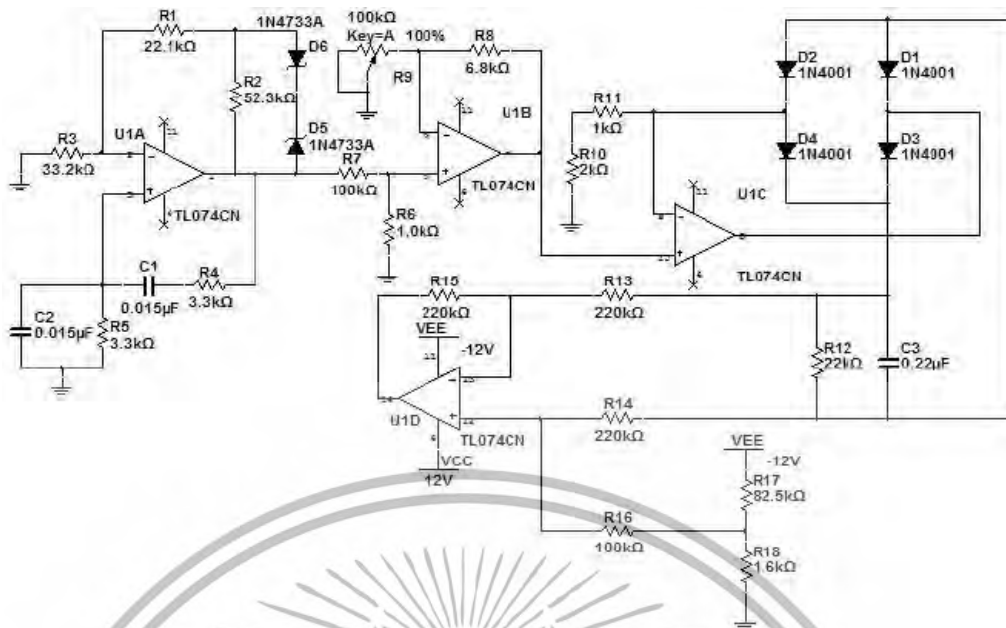 R1
22.1kΩ
1N4733A
D6
R2
52.3kΩ
D5
1N4733A
100kΩ
Key=A
100%
R9
R8
6.8kΩ
R3
33.2kΩ
U1A
TL074CN
R7
100kΩ
R6
1.0kΩ
U1B
TL074CN
R11
1kΩ
R10
2kΩ
D2
1N4001
D1
1N4001
D4
1N4001
D3
1N4001
U1C
TL074CN
C1
0.015µF
R4
3.3kΩ
C2
0.015µF
R5
3.3kΩ
R15
220kΩ
R13
220kΩ
VEE
-12V
U1D
TL074CN
VCC
12V
R14
220kΩ
R12
22kΩ
C3
0.22µF
VEE
-12V
R17
82.5kΩ
R16
100kΩ
R18
1.6kΩ